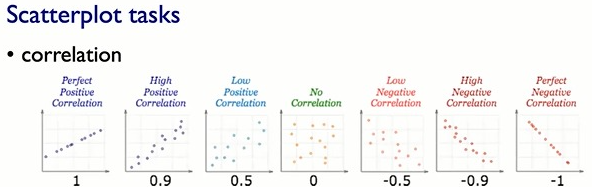 Scatterplot tasks
• correlation
Perfect
Positive
Correlation
High
Positive
Correlation
Low
Positive
Correlation
No
Correlation
Low
Negative
Correlation
High
Negative
Correlation
Perfect
Negative
Correlation
1
0.9
0.5
0
-0.5
-0.9
-1